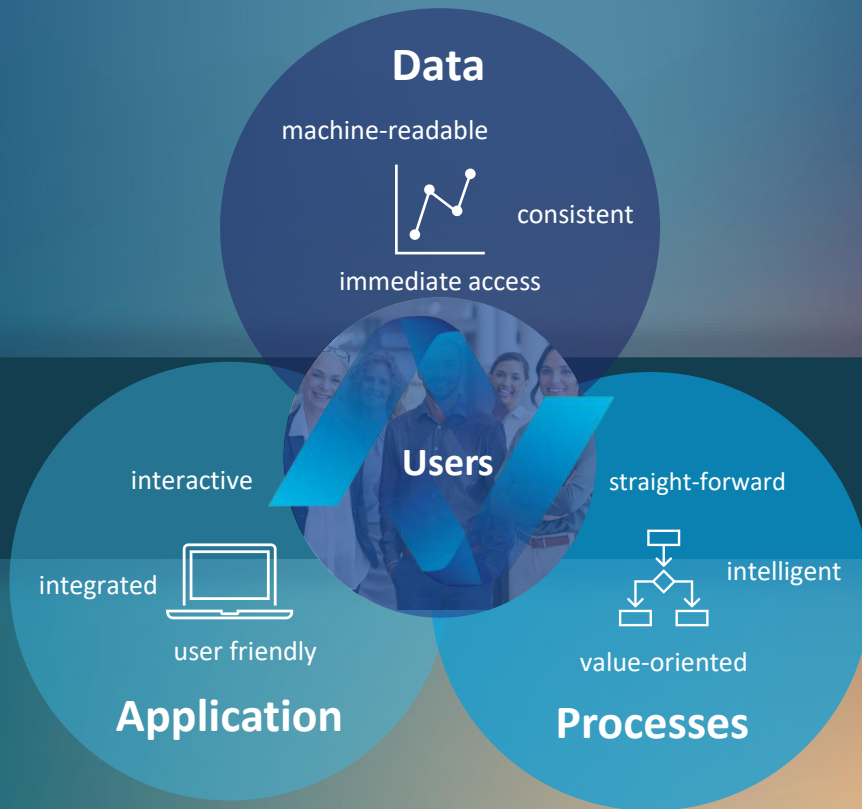 Data
machine-readable
consistent
immediate access
Users
interactive
straight-forward
integrated
intelligent
user friendly
value-oriented
Application
Processes